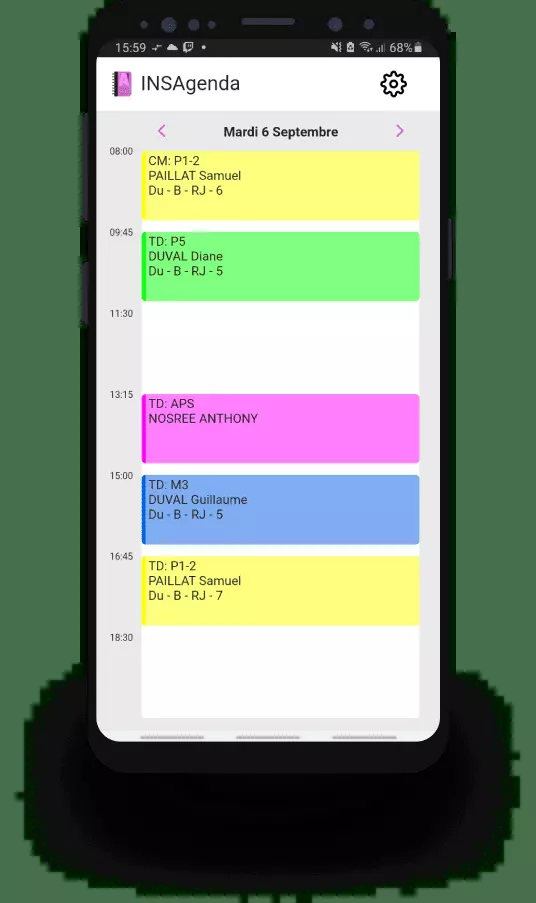 15:59
68%
INSAgenda
Mardi 6 Septembre
08:00
CM: P1-2
PAILLAT Samuel
Du - B - RJ - 6
09:45
TD: P5
DUVAL Diane
Du - B - RJ - 5
11:30
13:15
TD: APS
NOSREE ANTHONY
15:00
TD: M3
DUVAL Guillaume
Du - B - RJ - 5
16:45
TD: P1-2
PAILLAT Samuel
Du - B - RJ - 7
18:30